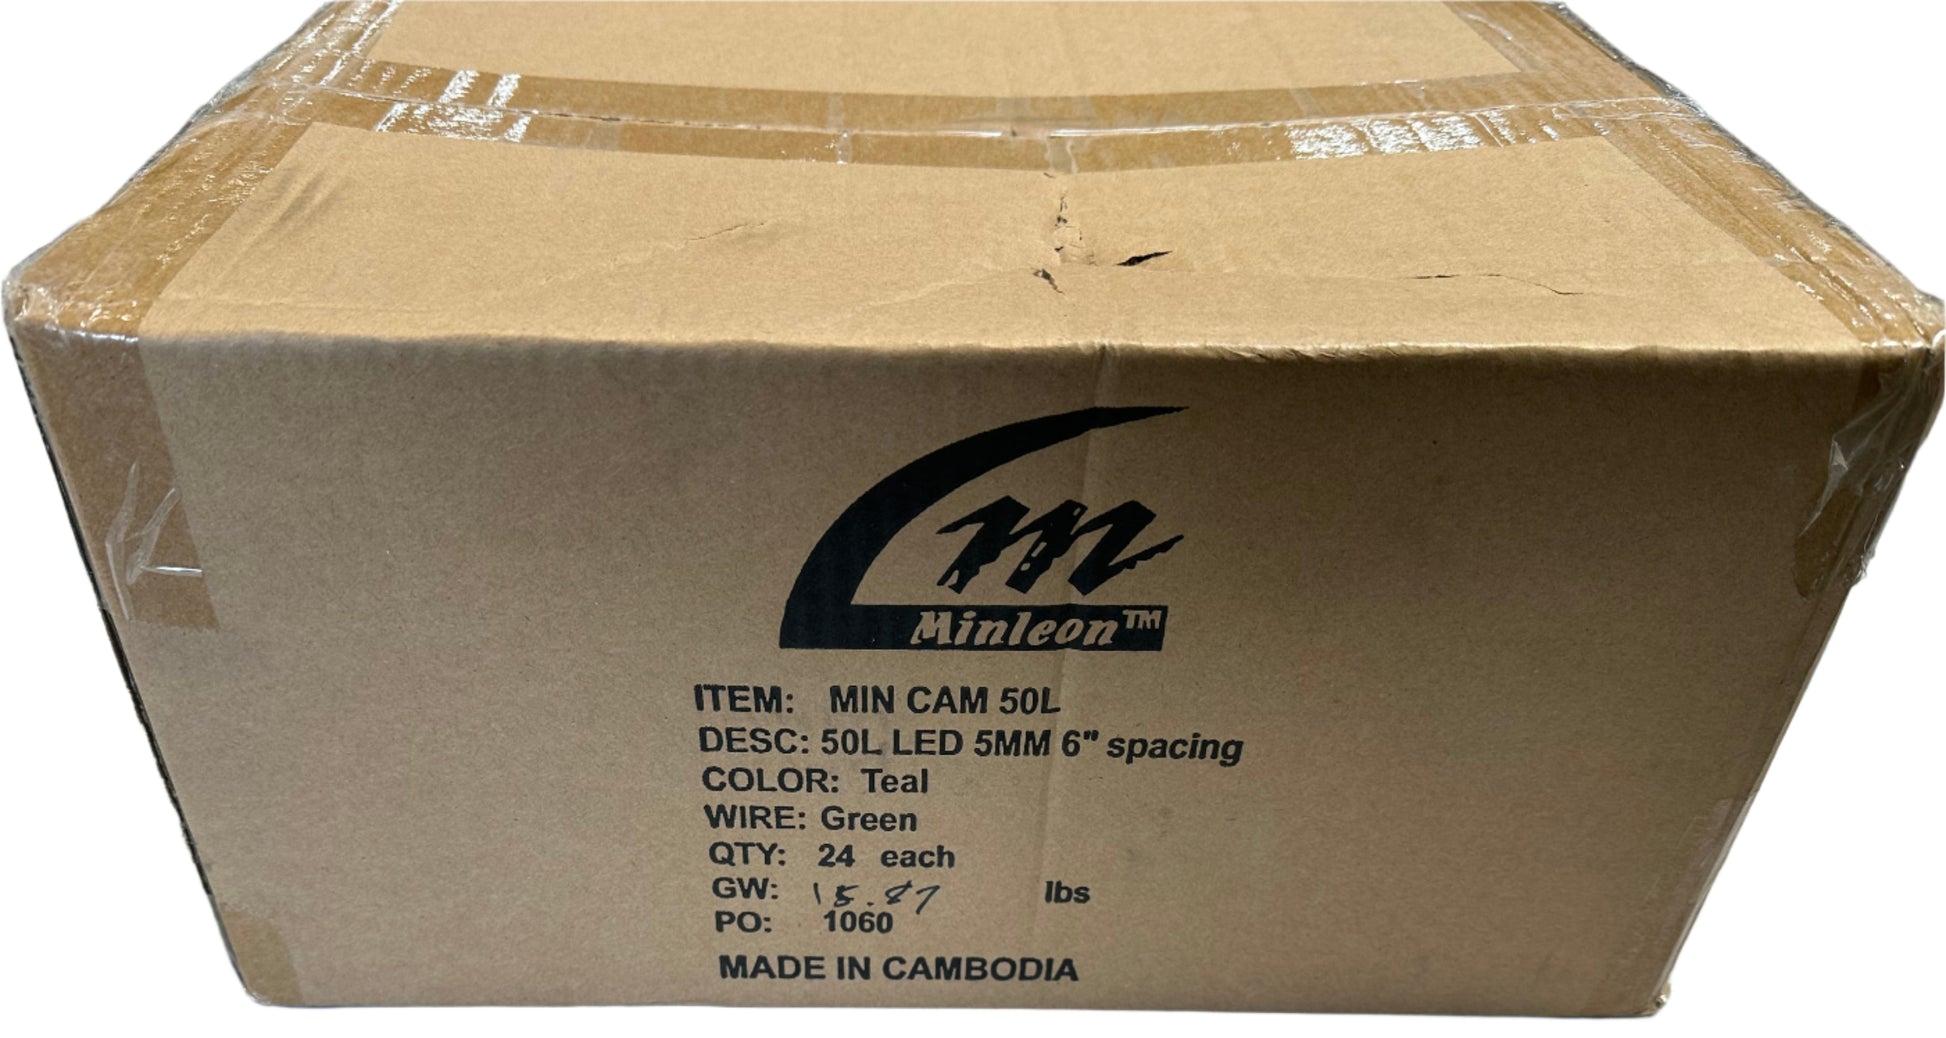 m
Minleon™
ITEM: MIN CAM 50L
DESC: 50L LED 5MM 6" spacing
COLOR: Teal
WIRE: Green
QTY: 24 each
GW: 15.87 lbs
PO: 1060
MADE IN CAMBODIA